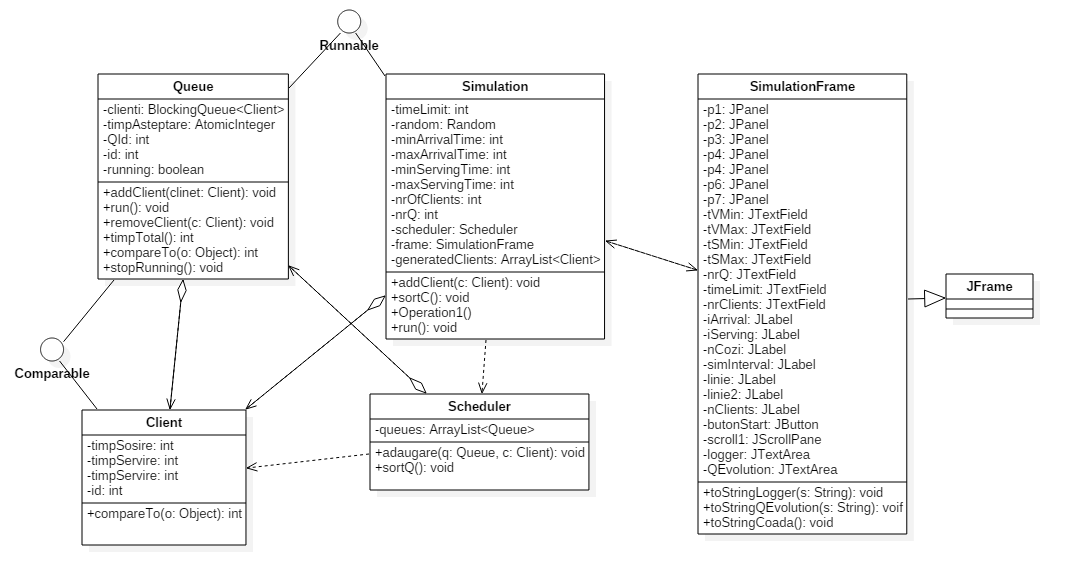 Runnable
Queue
-clienti: BlockingQueue<Client>
-timpAsteptare: AtomicInteger
-QId: int
-id: int
-running: boolean
+addClient(clinet: Client): void
+run(): void
+removeClient(c: Client): void
+timpTotal(): int
+compareTo(o: Object): int
+stopRunning(): void
Simulation
-timeLimit: int
-random: Random
-minArrivalTime: int
-maxArrivalTime: int
-minServingTime: int
-maxServingTime: int
-nrOfClients: int
-nrQ: int
-scheduler: Scheduler
-frame: SimulationFrame
-generatedClients: ArrayList<Client>
+addClient(c: Client): void
+sortC(): void
+Operation1()
+run(): void
SimulationFrame
-p1: JPanel
-p2: JPanel
-p3: JPanel
-p4: JPanel
-p4: JPanel
-p6: JPanel
-p7: JPanel
-tVMin: JTextField
-tVMax: JTextField
-tSMin: JTextField
-tSMax: JTextField
-nrQ: JTextField
-timeLimit: JTextField
-nrClients: JTextField
-iArrival: JLabel
-iServing: JLabel
-nCozi: JLabel
-simInterval: JLabel
-linie: JLabel
-linie2: JLabel
-nClients: JLabel
-butonStart: JButton
-scroll1: JScrollPane
-logger: JTextArea
-QEvolution: JTextArea
+toStringLogger(s: String): void
+toStringQEvolution(s: String): voif
+toStringCoada(): void
JFrame
Comparable
Client
-timpSosire: int
-timpServire: int
-timpServire: int
-id: int
+compareTo(o: Object): int
Scheduler
-queues: ArrayList<Queue>
+adaugare(q: Queue, c: Client): void
+sortQ(): void